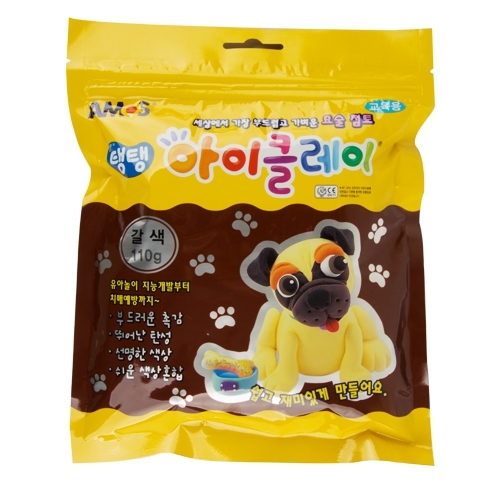 AMOS
교육용
세상에서 가장 부드럽고 가벼운 요술 점토
탱탱
아이클레이
CE
갈색
110g
유아놀이 지능개발부터
치매예방까지~
· 부드러운 촉감
· 뛰어난 탄성
· 선명한 색상
· 쉬운 색상혼합
쉽고 재미있게 만들어요.